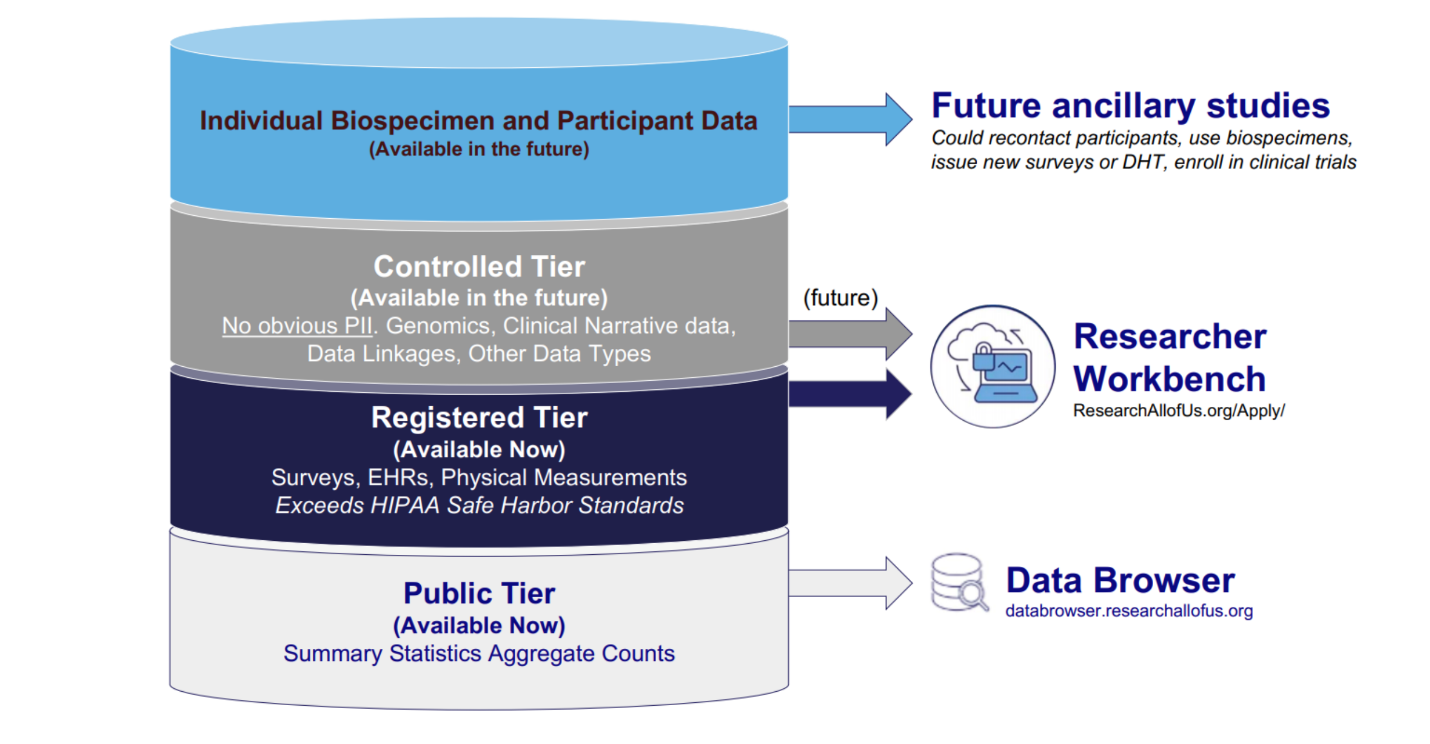 Individual Biospecimen and Participant Data
(Available in the future)
Future ancillary studies
Could recontact participants, use biospecimens,
issue new surveys or DHT, enroll in clinical trials
Controlled Tier
(Available in the future)
No obvious PII. Genomics, Clinical Narrative data,
Data Linkages, Other Data Types
(future)
Researcher
Workbench
ResearchAllofUs.org/Apply/
Registered Tier
(Available Now)
Surveys, EHRs, Physical Measurements
Exceeds HIPAA Safe Harbor Standards
Public Tier
(Available Now)
Summary Statistics Aggregate Counts
Data Browser
databrowser.researchallofus.org